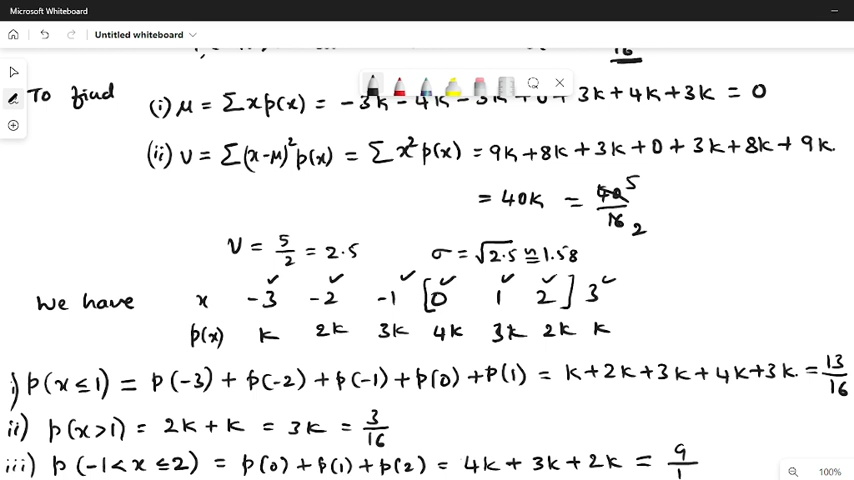 Microsoft Whiteboard
Untitled whiteboard
16
To find (i) μ = Σxp(x) = -3k - 4k - 3k + 0 + 3k + 4k + 3k = 0
(ii) V = Σ(x-μ)²p(x) = Σx²p(x) = 9k + 8k + 3k + 0 + 3k + 8k + 9k.
= 40k = 40/16 5/2
V = 5/2 = 2.5 σ = √2.5 ≅ 1.58
We have x -3 -2 -1 [0 1 2] 3
p(x) k 2k 3k 4k 3k 2k k
i) p(x≤1) = p(-3) + p(-2) + p(-1) + p(0) + p(1) = k + 2k + 3k + 4k + 3k. = 13/16
ii) p(x>1) = 2k + k = 3k = 3/16
iii) p(-1<x≤2) = p(0) + p(1) + p(2) = 4k + 3k + 2k = 9/1
100%